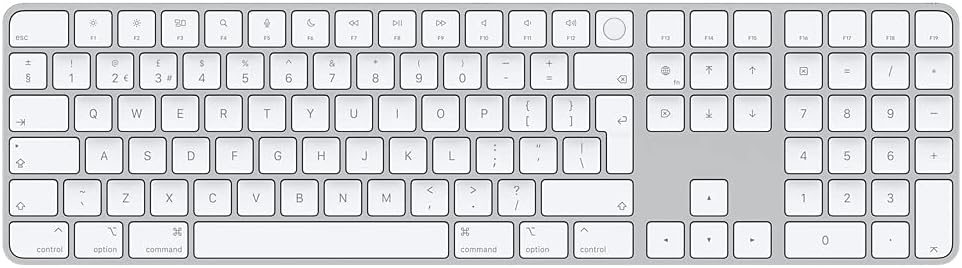 esc F1 F2 F3 F4 F5 F6 F7 F8 F9 F10 F11 F12 F13 F14 F15 F16 F17 F18 F19
± ! @ £ $ % ^ & * ( ) _ +
§ 1 2 € 3 # 4 5 6 7 8 9 0 - = fn = / *
Q W E R T Y U I O P { [ } ] 7 8 9 −
A S D F G H J K L : ; " ' | \ 4 5 6 +
~ ` Z X C V B N M < , > . ? / 1 2 3
control option command command option control 0 .